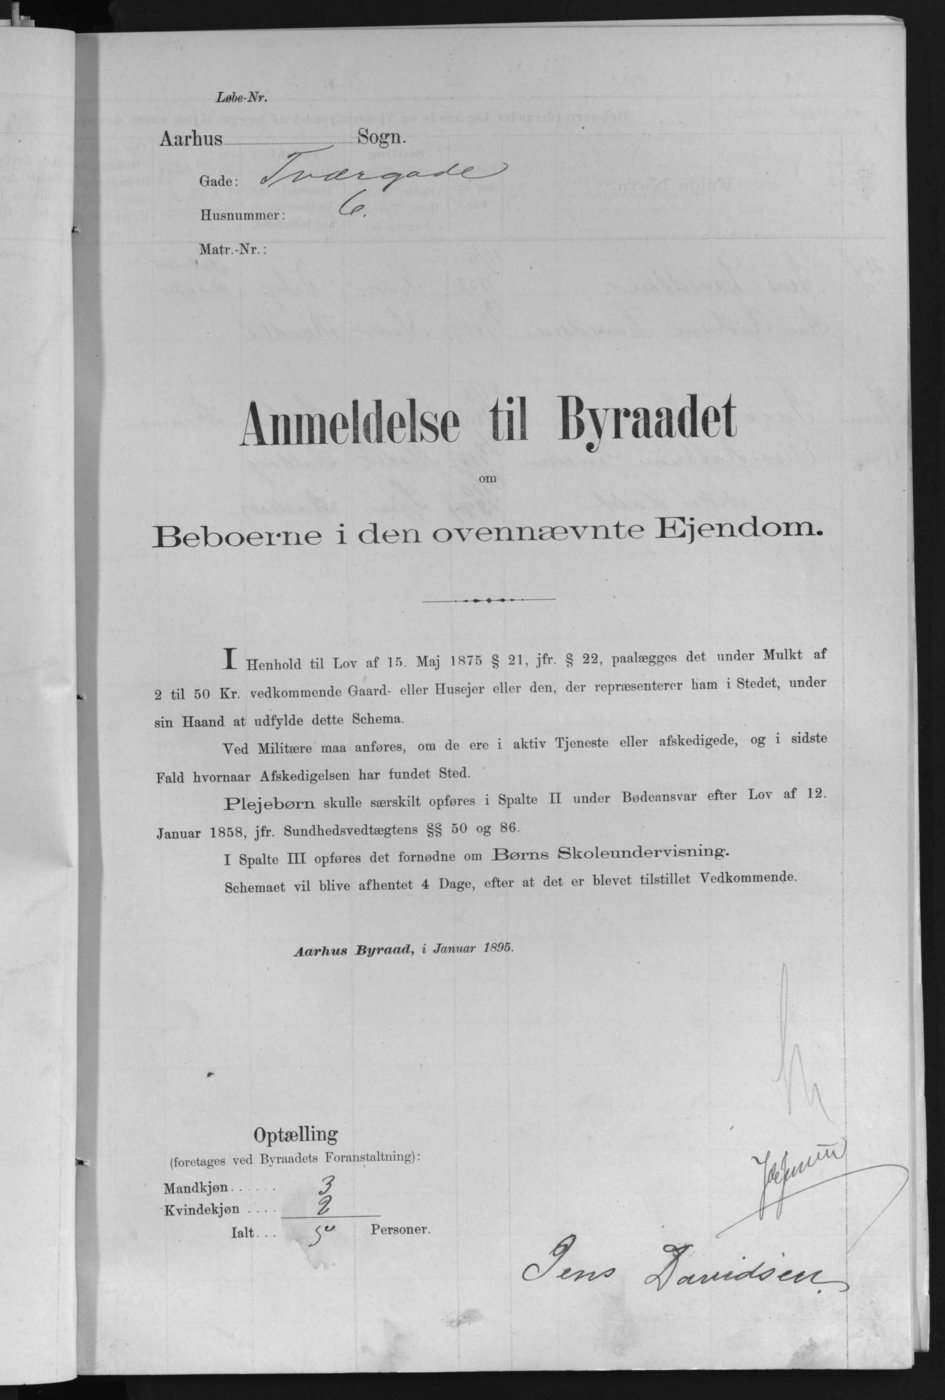 Løbe-Nr.
Aarhus Sogn.
Gade: Tværgade
Husnummer: 6.
Matr.-Nr.:
Anmeldelse til Byraadet
om
Beboerne i den ovennævnte Ejendom.
I Henhold til Lov af 15. Maj 1875 § 21, jfr. § 22, paalægges det under Mulkt af
2 til 50 Kr. vedkommende Gaard- eller Husejer eller den, der repræsenterer ham i Stedet, under
sin Haand at udfylde dette Schema.
Ved Militære maa anføres, om de ere i aktiv Tjeneste eller afskedigede, og i sidste
Fald hvornaar Afskedigelsen har fundet Sted.
Plejebørn skulle særskilt opføres i Spalte II under Bødeansvar efter Lov af 12.
Januar 1858, jfr. Sundhedsvedtægtens §§ 50 og 86.
I Spalte III opføres det fornødne om Børns Skoleundervisning.
Schemaet vil blive afhentet 4 Dage, efter at det er blevet tilstillet Vedkommende.
Aarhus Byraad, i Januar 1895.
Optælling
(foretages ved Byraadets Foranstaltning):
Mandkjøn...... 3
Kvindekjøn .... 2
Ialt... 5 Personer.
Jens Davidsen.